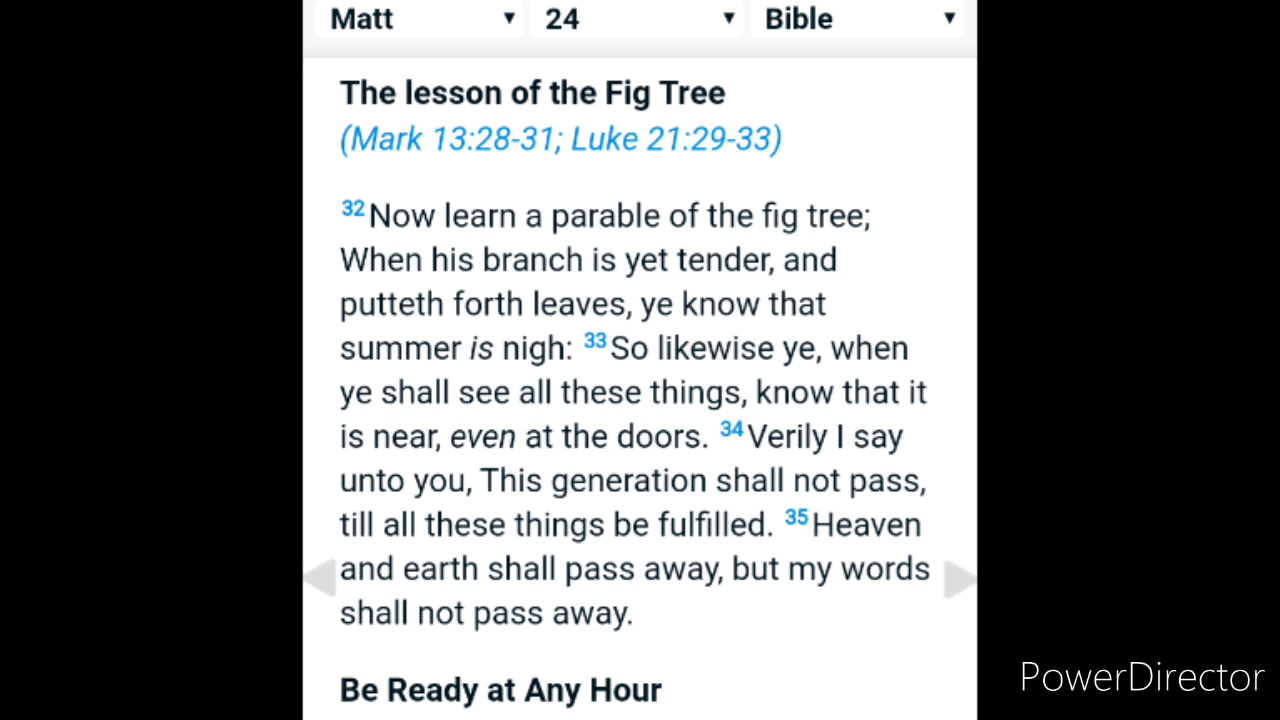 Matt ▼ 24 ▼ Bible ▼
The lesson of the Fig Tree
(Mark 13:28-31; Luke 21:29-33)
32 Now learn a parable of the fig tree;
When his branch is yet tender, and
putteth forth leaves, ye know that
summer is nigh: 33 So likewise ye, when
ye shall see all these things, know that it
is near, even at the doors. 34 Verily I say
unto you, This generation shall not pass,
till all these things be fulfilled. 35 Heaven
and earth shall pass away, but my words
shall not pass away.
Be Ready at Any Hour
PowerDirector